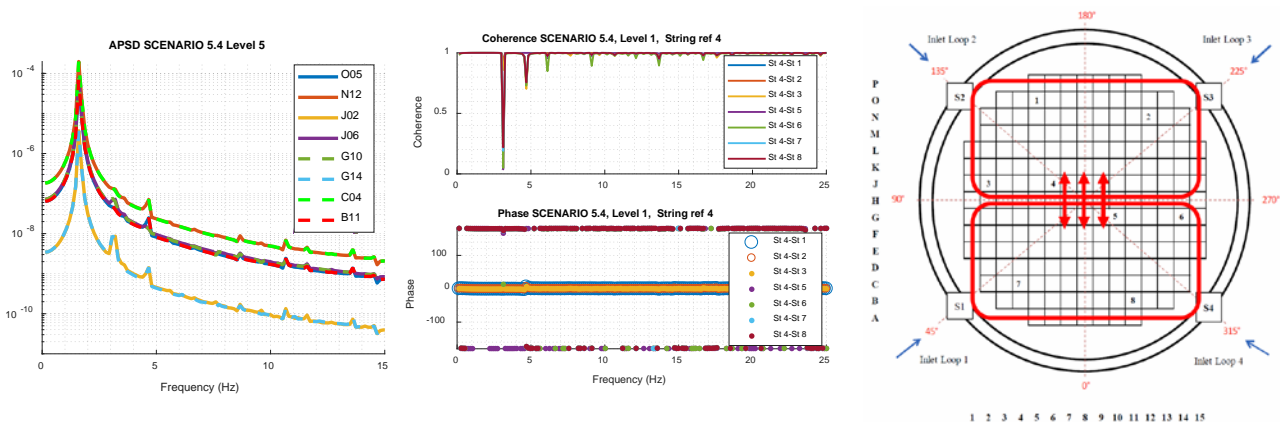 APSD SCENARIO 5.4 Level 5
10^-4
10^-6
10^-8
10^-10
0
5
10
15
Frequency (Hz)
O05
N12
J02
J06
G10
G14
C04
B11
Coherence SCENARIO 5.4, Level 1, String ref 4
Coherence
1
0.5
0
0 5 10 15 20 25
St 4-St 1
St 4-St 2
St 4-St 3
St 4-St 5
St 4-St 6
St 4-St 7
St 4-St 8
Phase SCENARIO 5.4, Level 1, String ref 4
Phase
100
0
-100
0 5 10 15 20 25
Frequency (Hz)
St 4-St 1
St 4-St 2
St 4-St 3
St 4-St 5
St 4-St 6
St 4-St 7
St 4-St 8
180°
Inlet Loop 2
Inlet Loop 3
135°
225°
S2
S3
P
O
N
M
L
K
J
H
G
F
E
D
C
B
A
1
2
3
4
5
6
7
8
90°
270°
S1
S4
45°
315°
Inlet Loop 1
Inlet Loop 4
0°
1 2 3 4 5 6 7 8 9 10 11 12 13 14 15